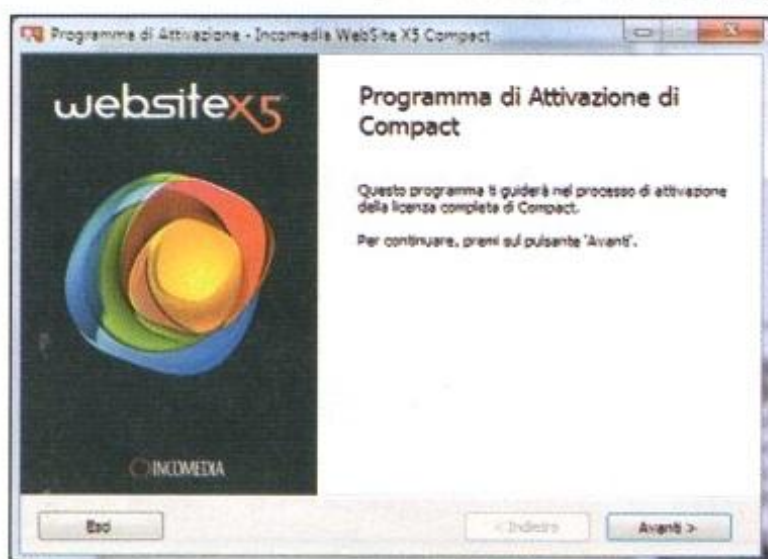 Programma di Attivazione - Incomedia WebSite X5 Compact
websitex5
Programma di Attivazione di
Compact
Questo programma ti guiderà nel processo di attivazione
della licenza completa di Compact.
Per continuare, premi sul pulsante 'Avanti'.
INCOMEDIA
Esci
< Indietro
Avanti >